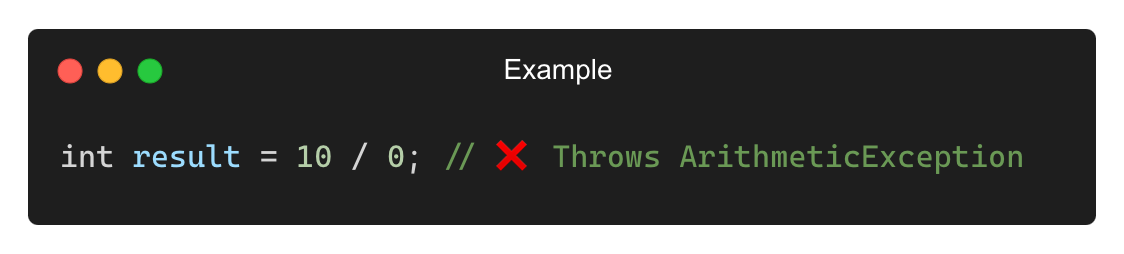 Example
int result = 10 / 0; // ❌ Throws ArithmeticException